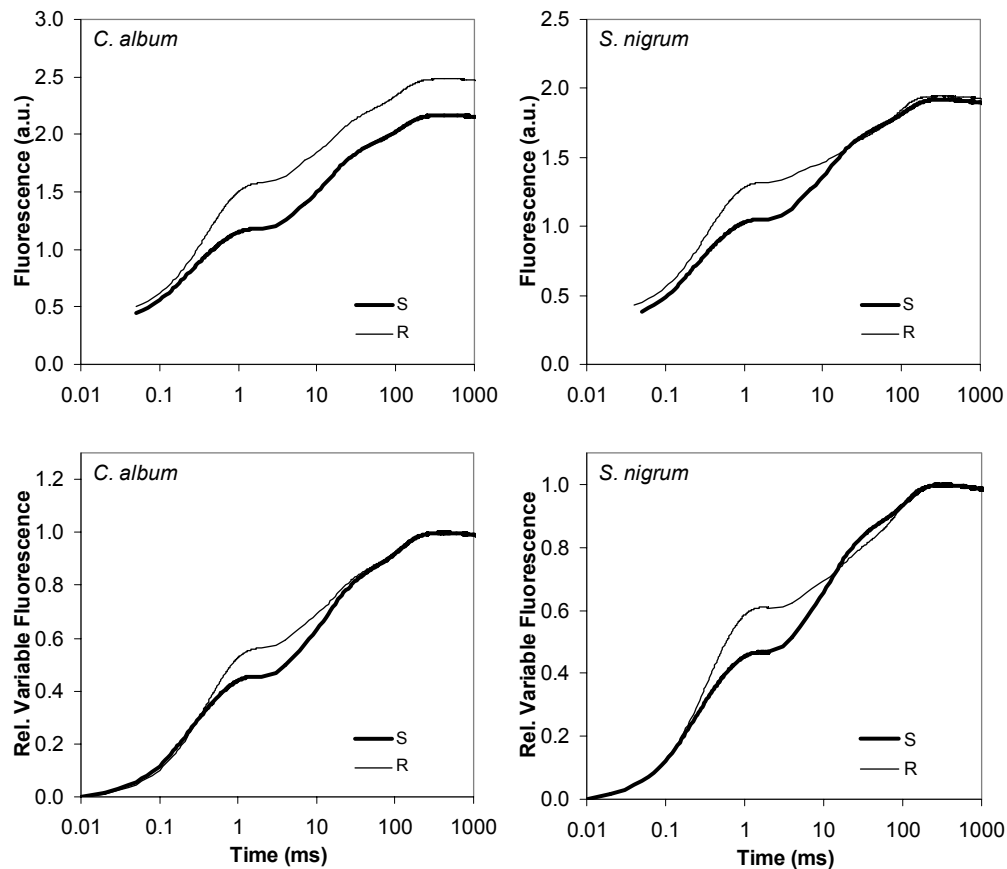 C. album
Fluorescence (a.u.)
3.0
2.5
2.0
1.5
1.0
0.5
0.0
S
R
0.01 0.1 1 10 100 1000
S. nigrum
Fluorescence (a.u.)
2.5
2.0
1.5
1.0
0.5
0.0
S
R
0.01 0.1 1 10 100 1000
C. album
Rel. Variable Fluorescence
1.2
1.0
0.8
0.6
0.4
0.2
0.0
S
R
0.01 0.1 1 10 100 1000
Time (ms)
S. nigrum
Rel. Variable Fluorescence
1.0
0.8
0.6
0.4
0.2
0.0
S
R
0.01 0.1 1 10 100 1000
Time (ms)